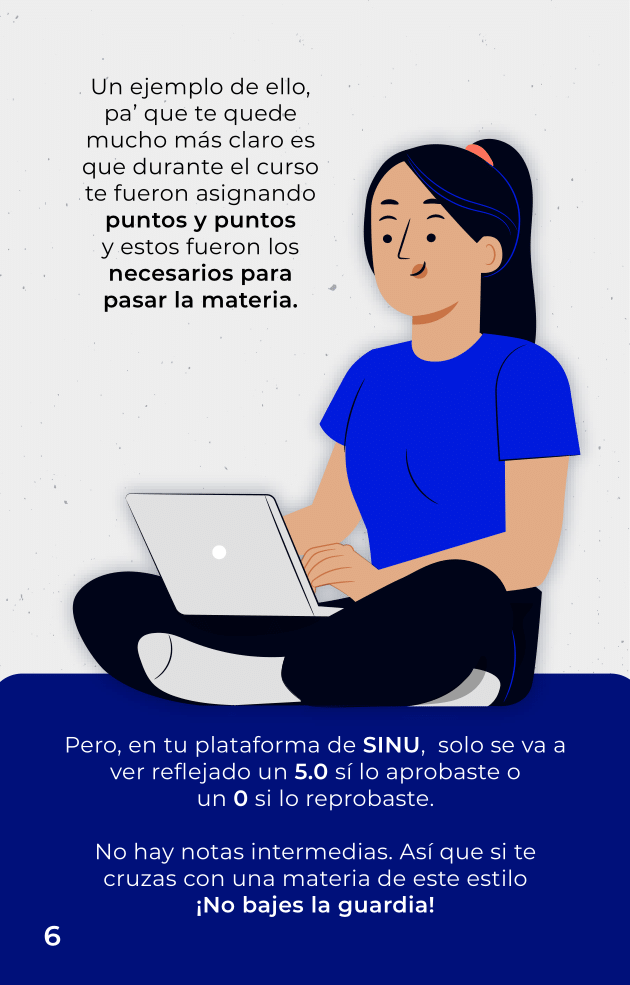 Un ejemplo de ello,
pa’ que te quede
mucho más claro es
que durante el curso
te fueron asignando
puntos y puntos
y estos fueron los
necesarios para
pasar la materia.
Pero, en tu plataforma de SINU,  solo se va a
ver reflejado un 5.0 sí lo aprobaste o
un 0 si lo reprobaste.
No hay notas intermedias. Así que si te
cruzas con una materia de este estilo
¡No bajes la guardia!
6